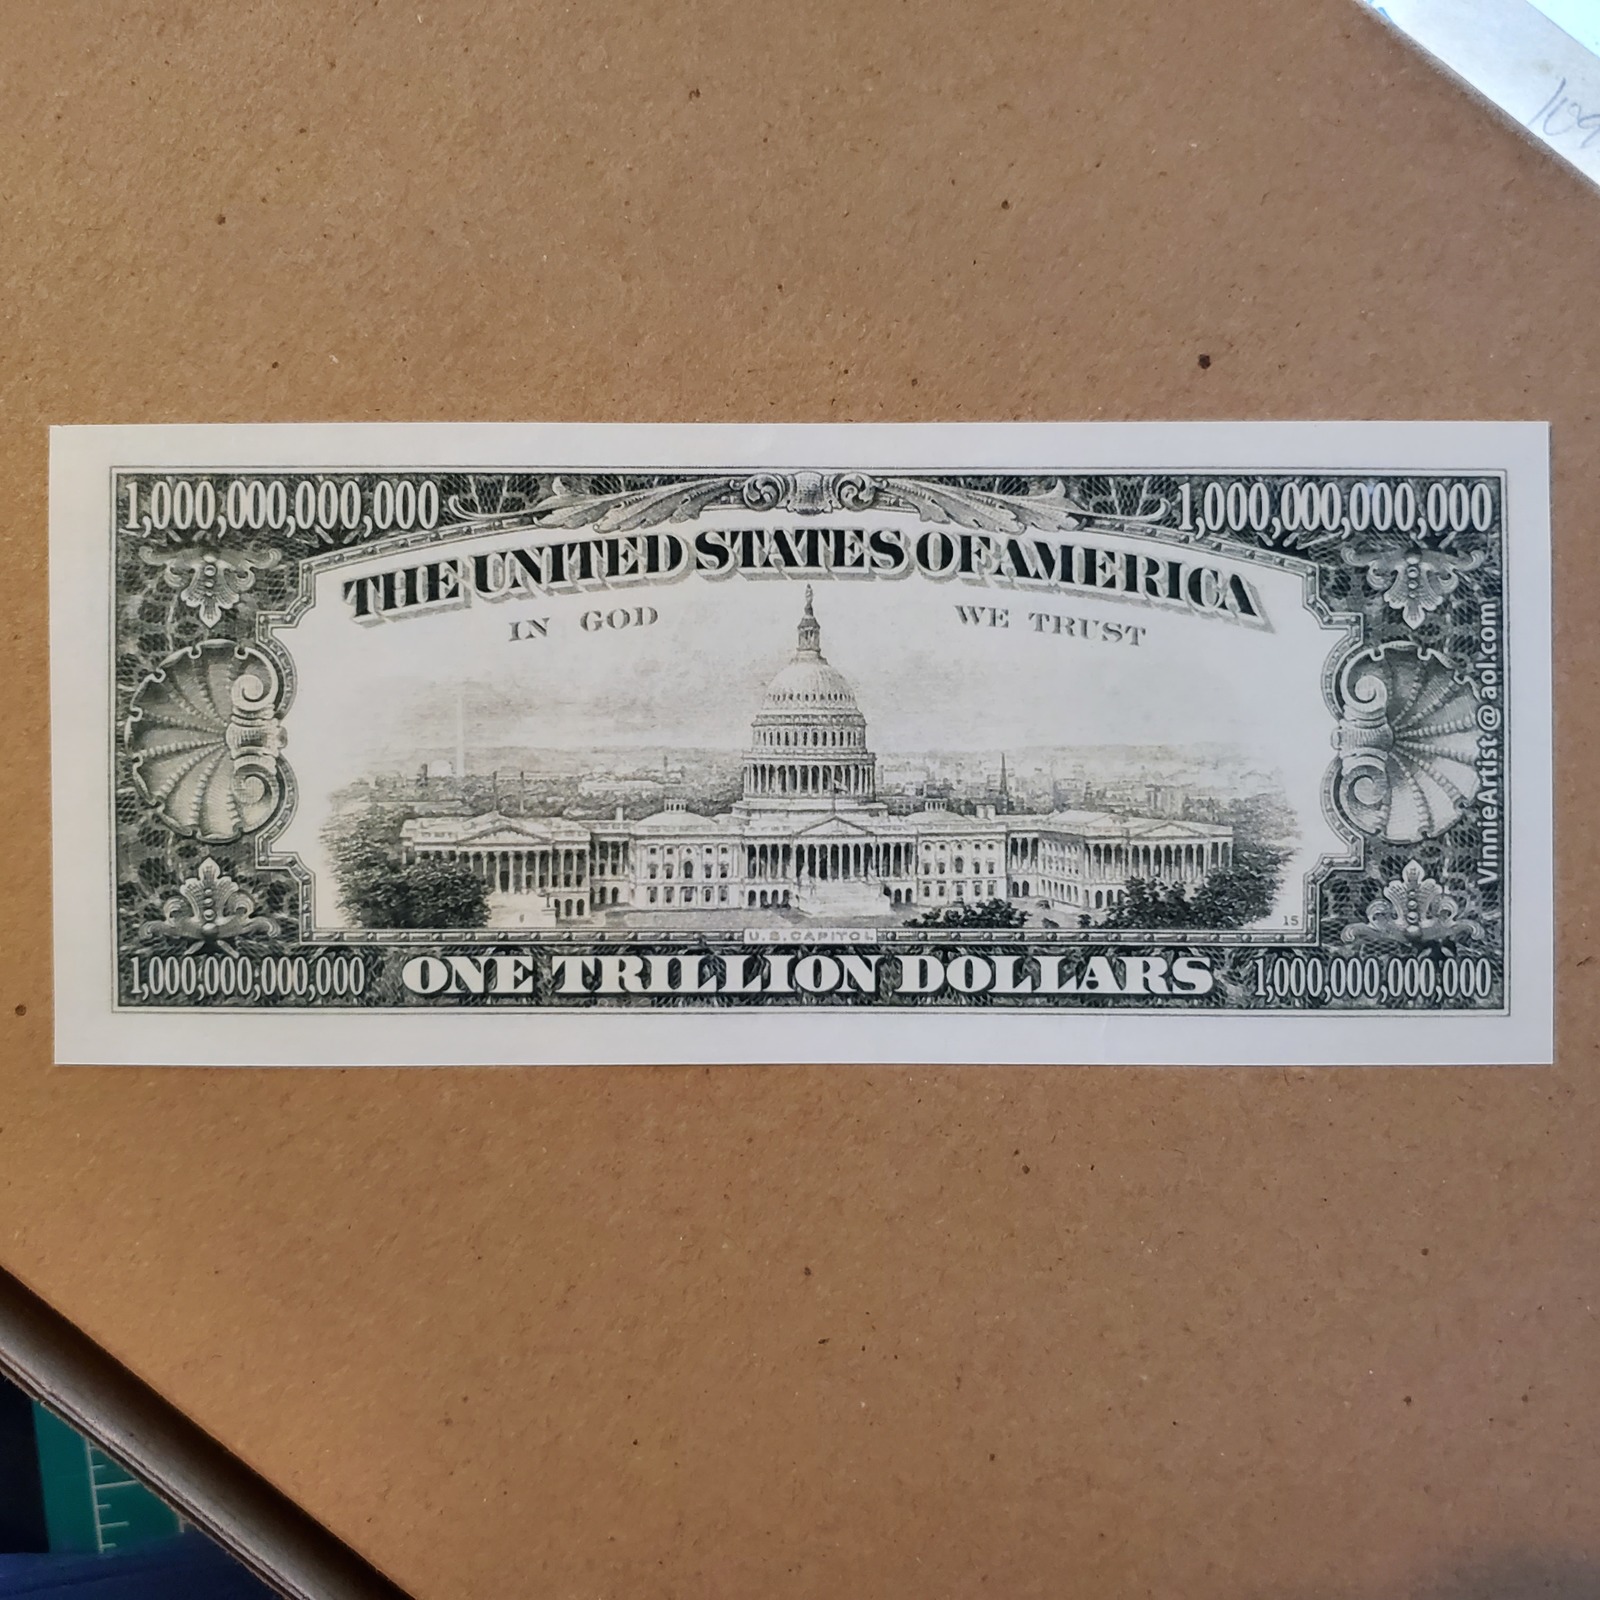 1,000,000,000,000
1,000,000,000,000
THE UNITED STATES OF AMERICA
IN GOD WE TRUST
VinnieArtist@aol.com
15
U.S. CAPITOL
1,000,000,000,000
ONE TRILLION DOLLARS
1,000,000,000,000